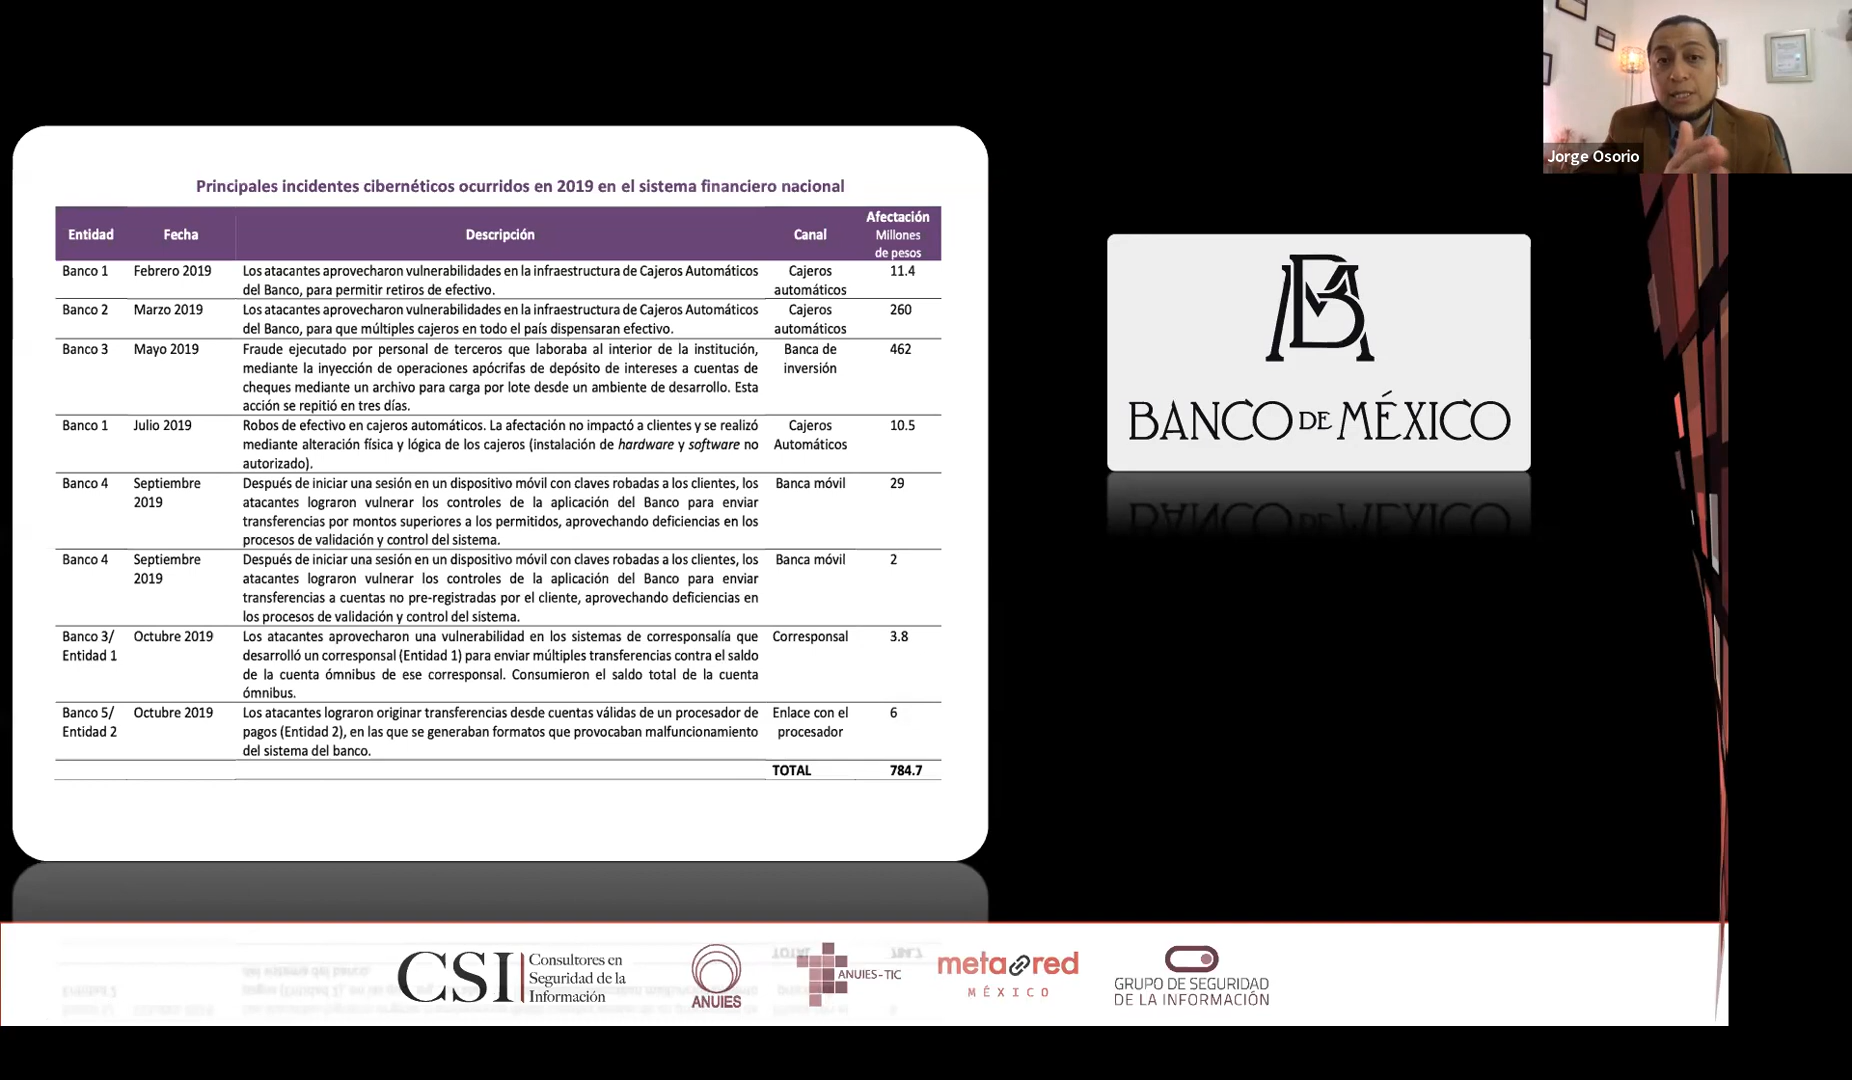 Jorge Osorio
Principales incidentes cibernéticos ocurridos en 2019 en el sistema financiero nacional
Entidad Fecha Descripción Canal Afectación
Millones
de pesos
Banco 1 Febrero 2019 Los atacantes aprovecharon vulnerabilidades en la infraestructura de Cajeros Automáticos Cajeros 11.4
del Banco, para permitir retiros de efectivo. automáticos
Banco 2 Marzo 2019 Los atacantes aprovecharon vulnerabilidades en la infraestructura de Cajeros Automáticos Cajeros 260
del Banco, para que múltiples cajeros en todo el país dispensaran efectivo. automáticos
Banco 3 Mayo 2019 Fraude ejecutado por personal de terceros que laboraba al interior de la institución, Banca de 462
mediante la inyección de operaciones apócrifas de depósito de intereses a cuentas de inversión
cheques mediante un archivo para carga por lote desde un ambiente de desarrollo. Esta
acción se repitió en tres días.
Banco 1 Julio 2019 Robos de efectivo en cajeros automáticos. La afectación no impactó a clientes y se realizó Cajeros 10.5
mediante alteración física y lógica de los cajeros (instalación de hardware y software no Automáticos
autorizado).
Banco 4 Septiembre Después de iniciar una sesión en un dispositivo móvil con claves robadas a los clientes, los Banca móvil 29
2019 atacantes lograron vulnerar los controles de la aplicación del Banco para enviar
transferencias por montos superiores a los permitidos, aprovechando deficiencias en los
procesos de validación y control del sistema.
Banco 4 Septiembre Después de iniciar una sesión en un dispositivo móvil con claves robadas a los clientes, los Banca móvil 2
2019 atacantes lograron vulnerar los controles de la aplicación del Banco para enviar
transferencias a cuentas no pre-registradas por el cliente, aprovechando deficiencias en
los procesos de validación y control del sistema.
Banco 3/ Octubre 2019 Los atacantes aprovecharon una vulnerabilidad en los sistemas de corresponsalía que Corresponsal 3.8
Entidad 1 desarrolló un corresponsal (Entidad 1) para enviar múltiples transferencias contra el saldo
de la cuenta ómnibus de ese corresponsal. Consumieron el saldo total de la cuenta
ómnibus.
Banco 5/ Octubre 2019 Los atacantes lograron originar transferencias desde cuentas válidas de un procesador de Enlace con el 6
Entidad 2 pagos (Entidad 2), en las que se generaban formatos que provocaban malfuncionamiento procesador
del sistema del banco.
TOTAL 784.7
BANCO DE MÉXICO
CSI Consultores en
Seguridad de la
Información
ANUIES
ANUIES-TIC
metared
MÉXICO
GRUPO DE SEGURIDAD
DE LA INFORMACIÓN